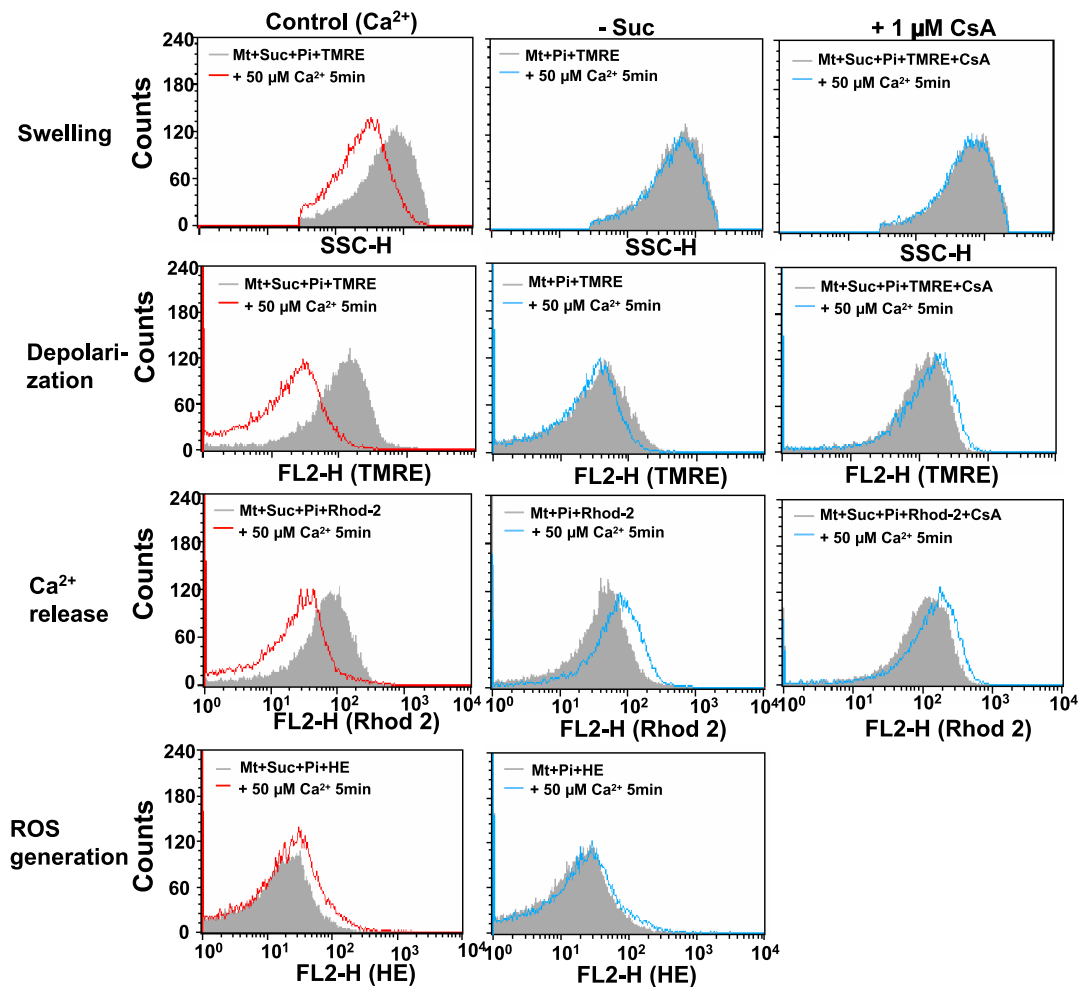 Control (Ca²⁺)
- Suc
+ 1 µM CsA
Swelling
Counts
240
180
120
60
0
Mt+Suc+Pi+TMRE
+ 50 µM Ca²⁺ 5min
SSC-H
Mt+Pi+TMRE
+ 50 µM Ca²⁺ 5min
SSC-H
Mt+Suc+Pi+TMRE+CsA
+ 50 µM Ca²⁺ 5min
SSC-H
Depolari-
zation
Counts
240
180
120
60
0
Mt+Suc+Pi+TMRE
+ 50 µM Ca²⁺ 5min
FL2-H (TMRE)
Mt+Pi+TMRE
+ 50 µM Ca²⁺ 5min
FL2-H (TMRE)
Mt+Suc+Pi+TMRE+CsA
+ 50 µM Ca²⁺ 5min
FL2-H (TMRE)
Ca²⁺
release
Counts
240
180
120
60
0
Mt+Suc+Pi+Rhod-2
+ 50 µM Ca²⁺ 5min
10⁰ 10¹ 10² 10³ 10⁴
FL2-H (Rhod 2)
Mt+Pi+Rhod-2
+ 50 µM Ca²⁺ 5min
10⁰ 10¹ 10² 10³ 10⁴
FL2-H (Rhod 2)
Mt+Suc+Pi+Rhod-2+CsA
+ 50 µM Ca²⁺ 5min
10⁰ 10¹ 10² 10³ 10⁴
FL2-H (Rhod 2)
ROS
generation
Counts
240
180
120
60
0
Mt+Suc+Pi+HE
+ 50 µM Ca²⁺ 5min
10⁰ 10¹ 10² 10³ 10⁴
FL2-H (HE)
Mt+Pi+HE
+ 50 µM Ca²⁺ 5min
10⁰ 10¹ 10² 10³ 10⁴
FL2-H (HE)